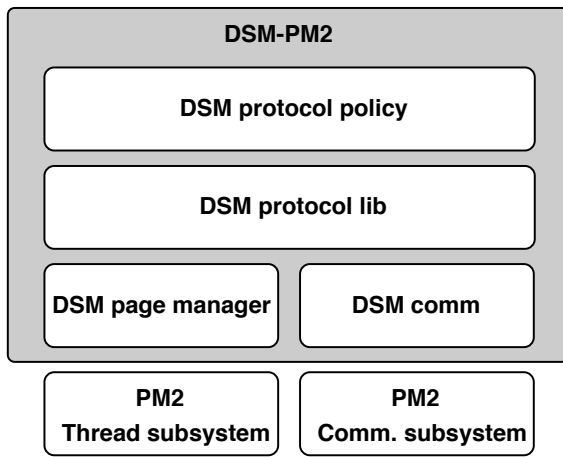 DSM-PM2
DSM protocol policy
DSM protocol lib
DSM page manager
DSM comm
PM2
Thread subsystem
PM2
Comm. subsystem